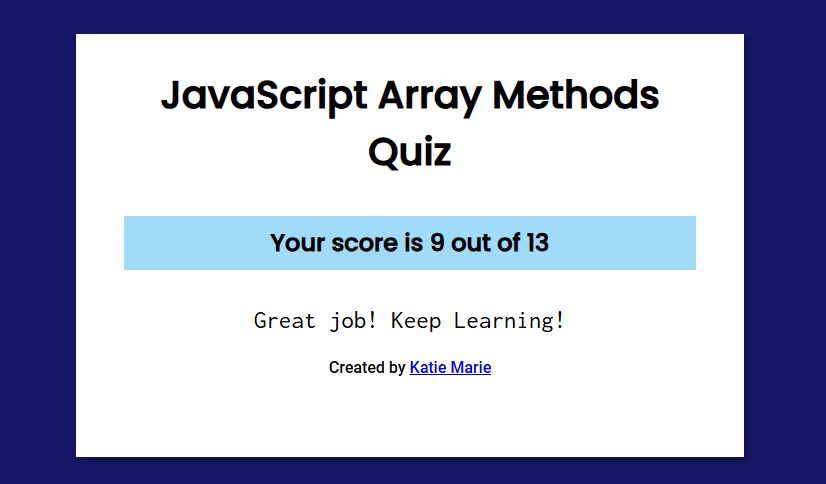 JavaScript Array Methods
Quiz
Your score is 9 out of 13
Great job! Keep Learning!
Created by Katie Marie